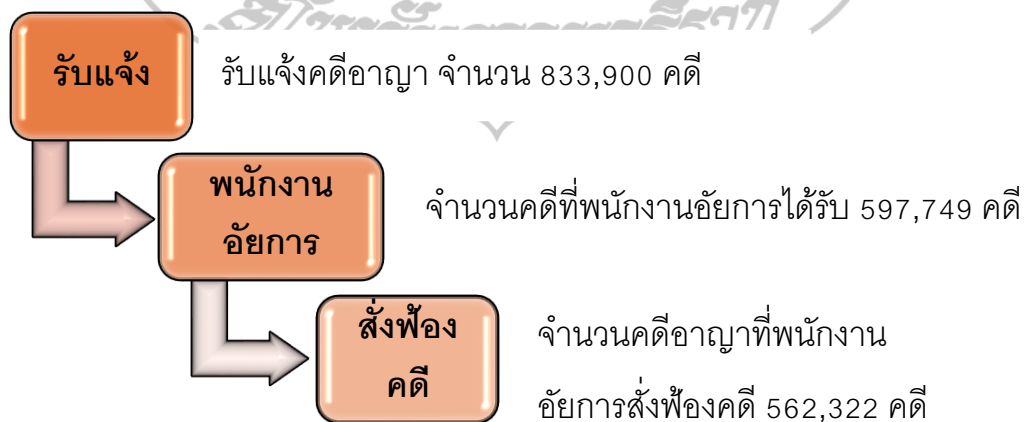 รับแจ้ง
รับแจ้งคดีอาญา จำนวน 833,900 คดี
พนักงาน
อัยการ
จำนวนคดีที่พนักงานอัยการได้รับ 597,749 คดี
สั่งฟ้อง
คดี
จำนวนคดีอาญาที่พนักงาน
อัยการสั่งฟ้องคดี 562,322 คดี